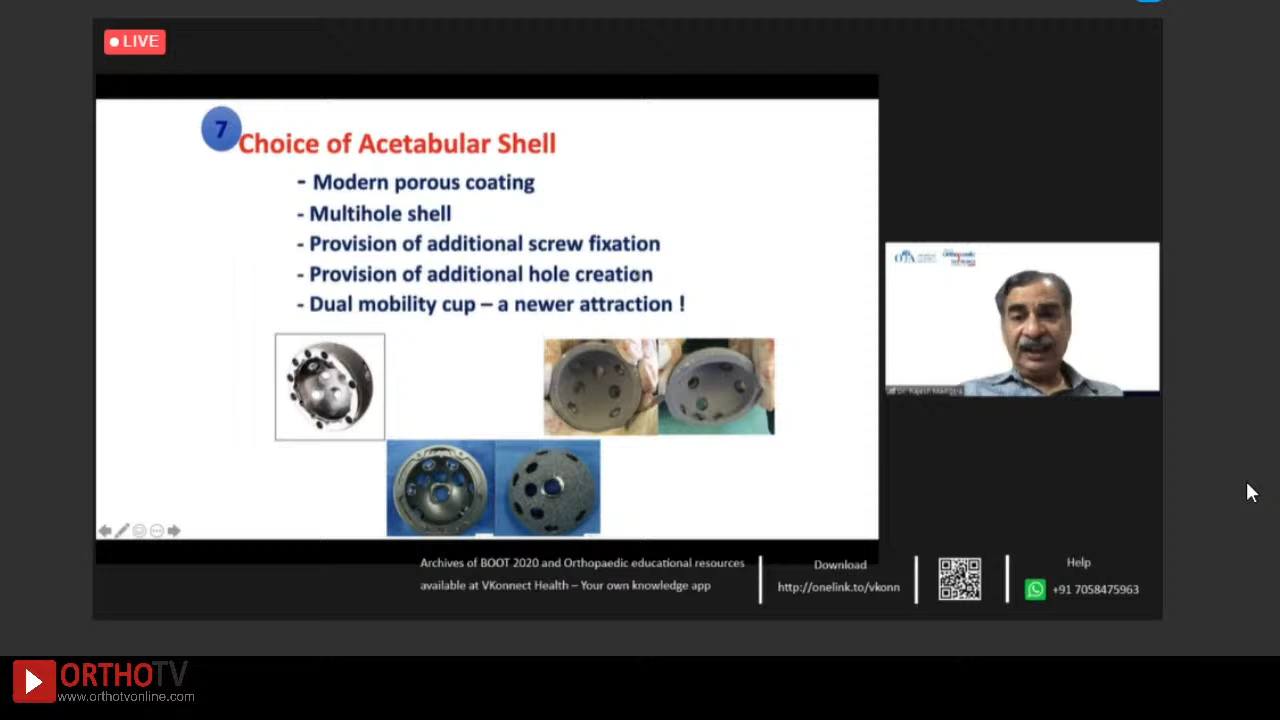 LIVE
7
Choice of Acetabular Shell
- Modern porous coating
- Multihole shell
- Provision of additional screw fixation
- Provision of additional hole creation
- Dual mobility cup – a newer attraction !
OTA
Orthopaedic
Archives of BOOT 2020 and Orthopaedic educational resources
available at VKonnect Health – Your own knowledge app
Download
http://onelink.to/vkonn
Help
+91 7058475963
ORTHOTV
www.orthotvonline.com